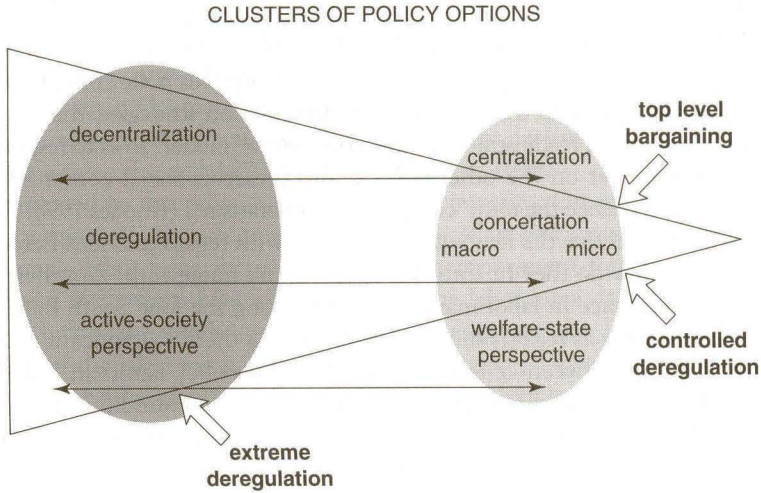 CLUSTERS OF POLICY OPTIONS
top level
bargaining
decentralization
centralization
deregulation
concertation
macro micro
active-society
perspective
welfare-state
perspective
controlled
deregulation
extreme
deregulation